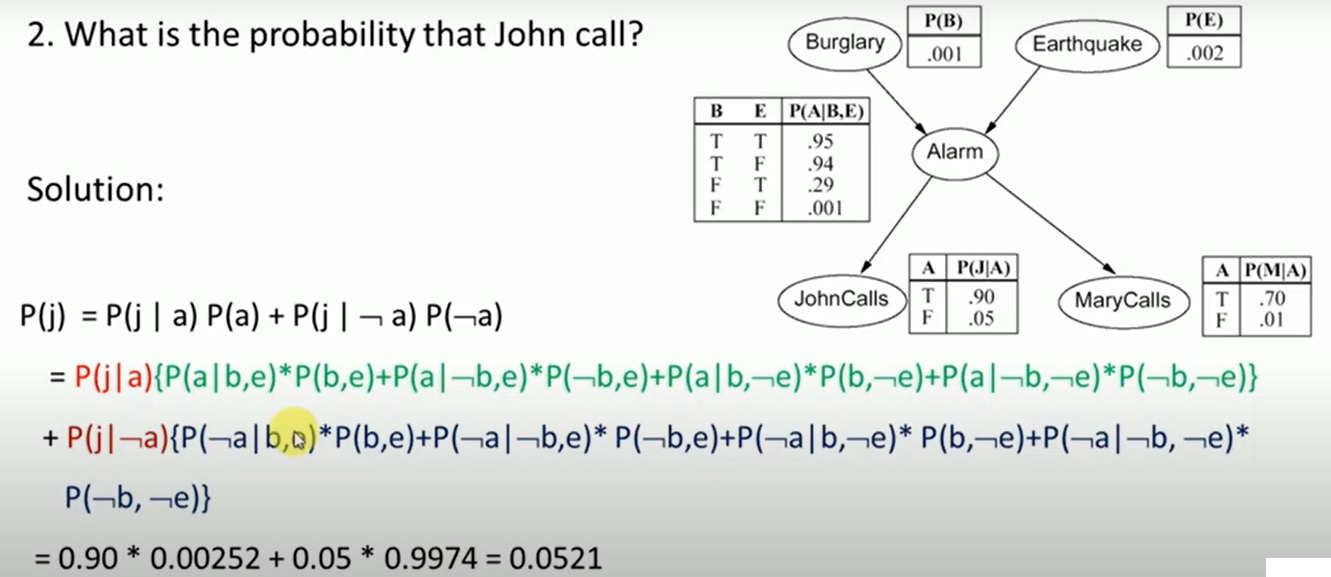 2. What is the probability that John call?
Burglary
P(B)
.001
Earthquake
P(E)
.002
B E P(A|B,E)
T T .95
T F .94
F T .29
F F .001
Alarm
Solution:
JohnCalls
A P(J|A)
T .90
F .05
MaryCalls
A P(M|A)
T .70
F .01
P(j) = P(j | a) P(a) + P(j | ¬ a) P(¬a)
= P(j|a){P(a|b,e)*P(b,e)+P(a|¬b,e)*P(¬b,e)+P(a|b,¬e)*P(b,¬e)+P(a|¬b,¬e)*P(¬b,¬e)}
+ P(j|¬a){P(¬a|b,e)*P(b,e)+P(¬a|¬b,e)* P(¬b,e)+P(¬a|b,¬e)* P(b,¬e)+P(¬a|¬b, ¬e)*
P(¬b, ¬e)}
= 0.90 * 0.00252 + 0.05 * 0.9974 = 0.0521